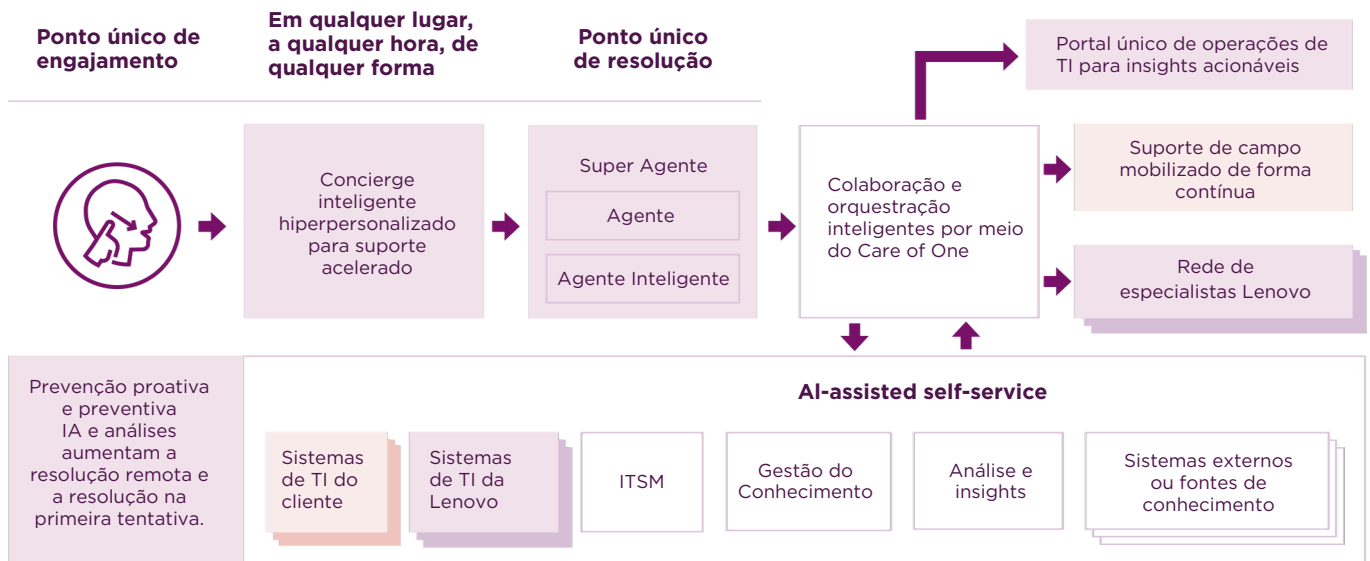 Ponto único de
engajamento
Em qualquer lugar,
a qualquer hora, de
qualquer forma
Ponto único
de resolução
Portal único de operações de
TI para insights acionáveis
Concierge
inteligente
hiperpersonalizado
para suporte
acelerado
Super Agente
Agente
Agente Inteligente
Colaboração e
orquestração
inteligentes por meio
do Care of One
Suporte de campo
mobilizado de forma
contínua
Rede de
especialistas Lenovo
Prevenção proativa
e preventiva
IA e análises
aumentam a
resolução remota e
a resolução na
primeira tentativa.
AI-assisted self-service
Sistemas
de TI do
cliente
Sistemas
de TI da
Lenovo
ITSM
Gestão do
Conhecimento
Análise e
insights
Sistemas externos
ou fontes de
conhecimento